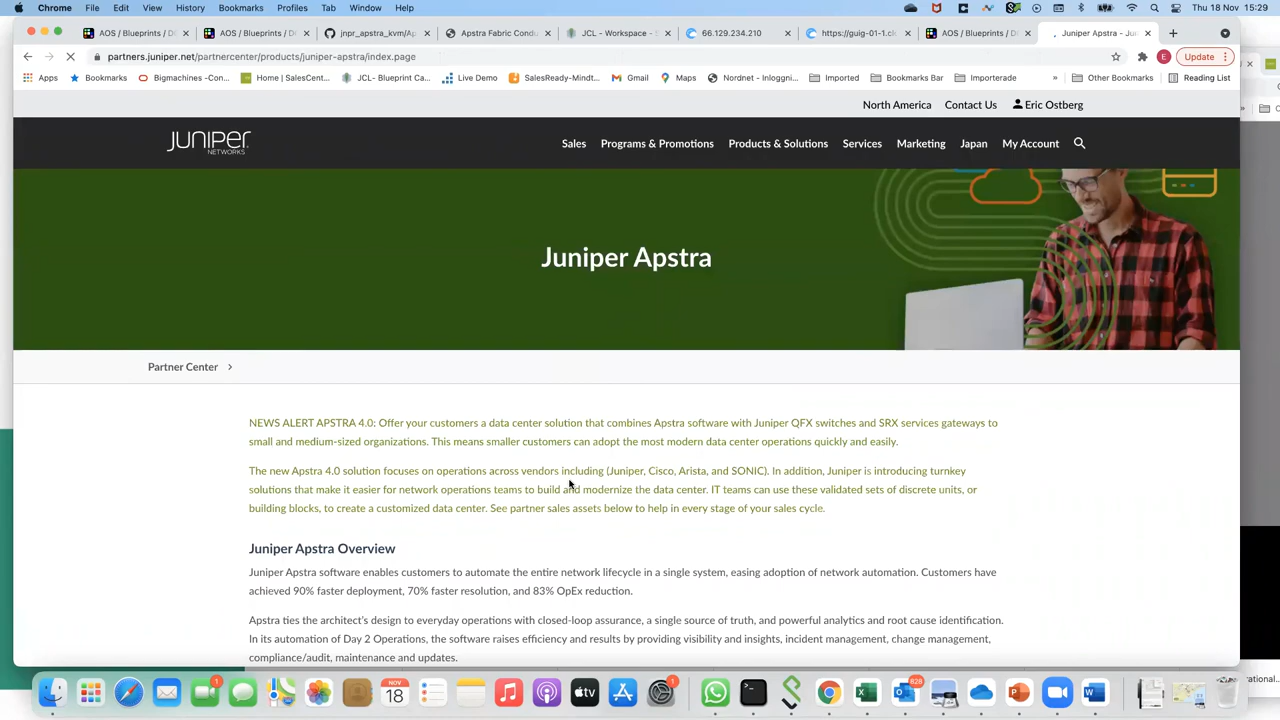 Chrome File Edit View History Bookmarks Profiles Tab Window Help Thu 18 Nov 15:29
AOS / Blueprints / DC AOS / Blueprints / DC jnpr_apstra_kvm/Ap Apstra Fabric Condu JCL - Workspace - S 66.129.234.210 https://guig-01-1.cl AOS / Blueprints / DC Juniper Apstra - Jun
partners.juniper.net/partnercenter/products/juniper-apstra/index.page E Update
Apps Bookmarks Bigmachines -Con... Home | SalesCent... JCL- Blueprint Ca... Live Demo SalesReady-Mindt... Gmail Maps Nordnet - Inloggni... Imported Bookmarks Bar Importerade » Other Bookmarks Reading List
North America Contact Us Eric Ostberg
JUNIPER NETWORKS
Sales Programs & Promotions Products & Solutions Services Marketing Japan My Account
Juniper Apstra
Partner Center >
NEWS ALERT APSTRA 4.0: Offer your customers a data center solution that combines Apstra software with Juniper QFX switches and SRX services gateways to
small and medium-sized organizations. This means smaller customers can adopt the most modern data center operations quickly and easily.
The new Apstra 4.0 solution focuses on operations across vendors including (Juniper, Cisco, Arista, and SONIC). In addition, Juniper is introducing turnkey
solutions that make it easier for network operations teams to build and modernize the data center. IT teams can use these validated sets of discrete units, or
building blocks, to create a customized data center. See partner sales assets below to help in every stage of your sales cycle.
Juniper Apstra Overview
Juniper Apstra software enables customers to automate the entire network lifecycle in a single system, easing adoption of network automation. Customers have
achieved 90% faster deployment, 70% faster resolution, and 83% OpEx reduction.
Apstra ties the architect's design to everyday operations with closed-loop assurance, a single source of truth, and powerful analytics and root cause identification.
In its automation of Day 2 Operations, the software raises efficiency and results by providing visibility and insights, incident management, change management,
compliance/audit, maintenance and updates.
1 NOV 18 tv 1 828